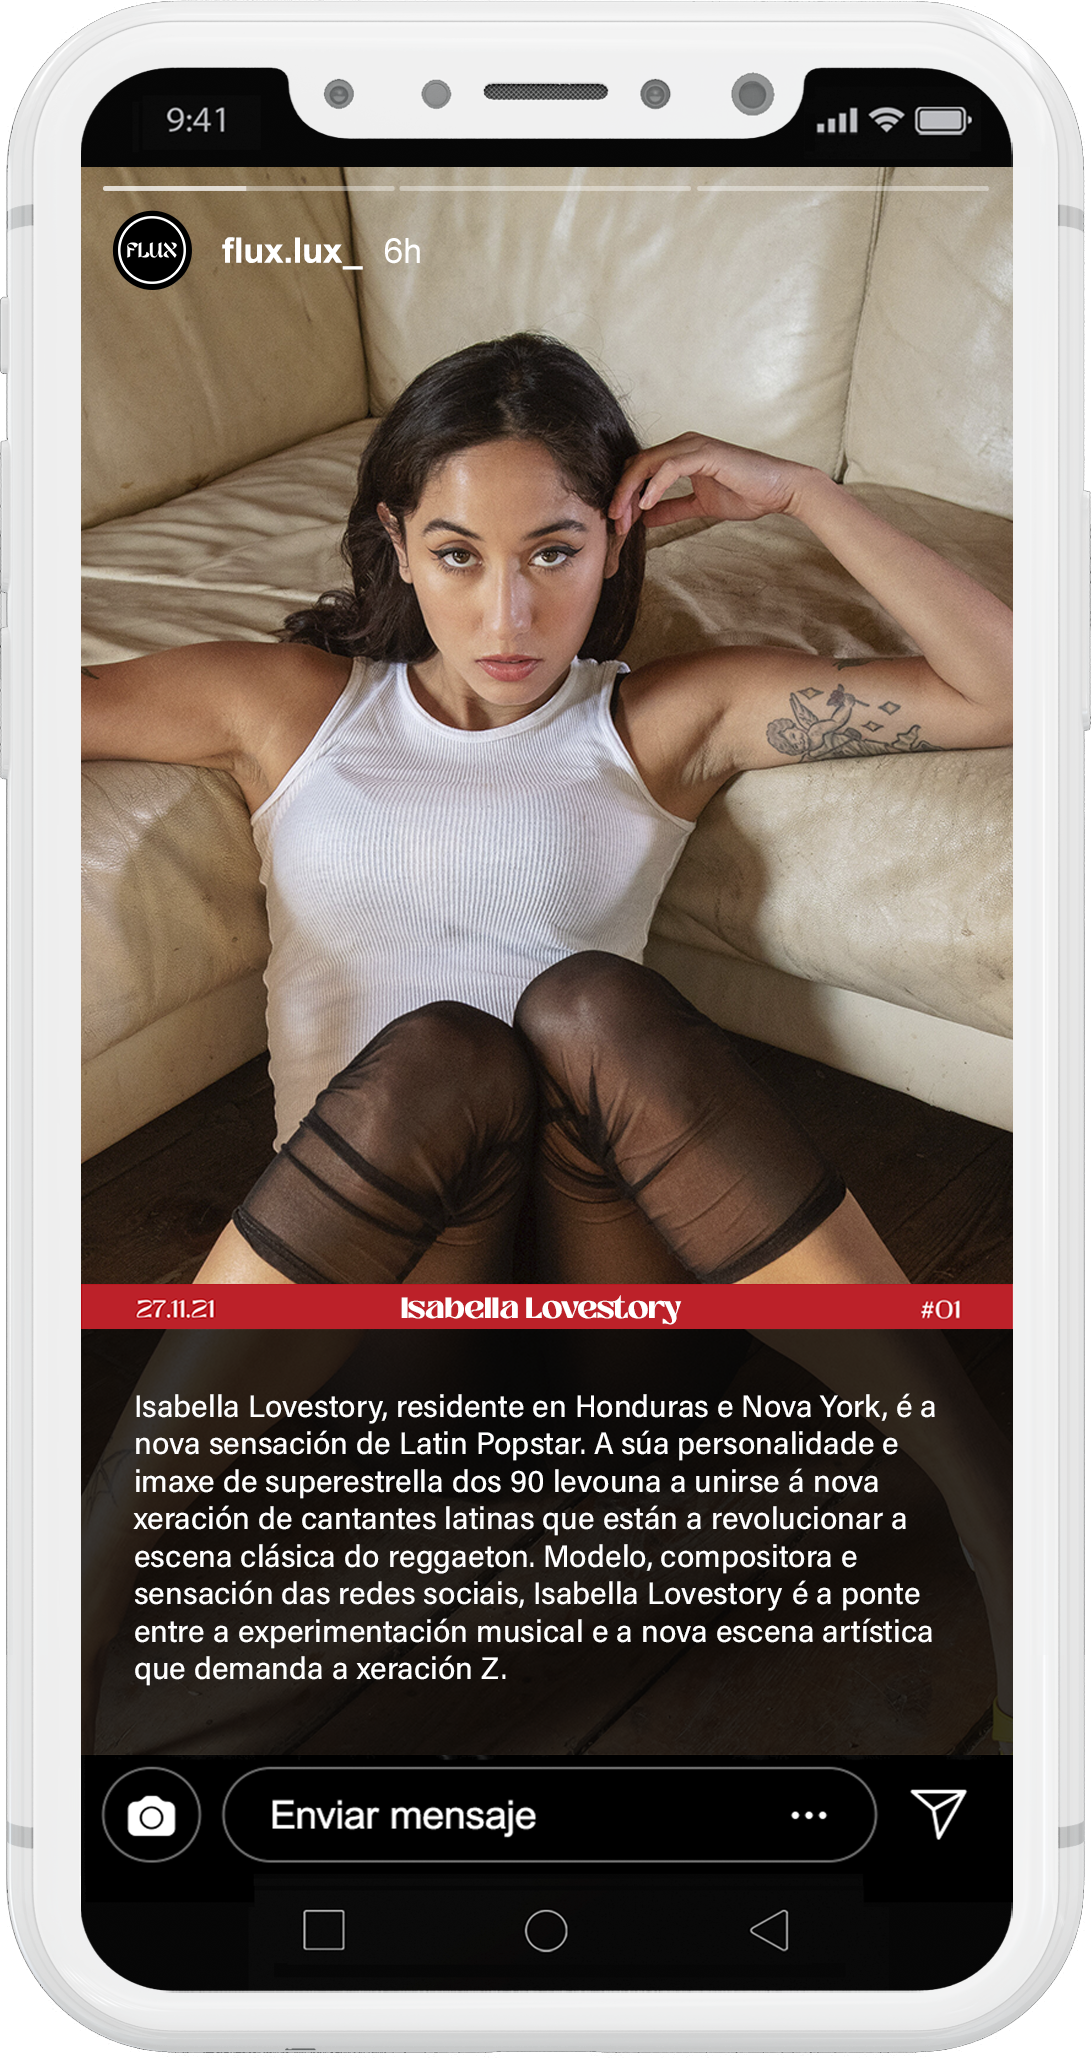 9:41
FLUX
flux.lux_ 6h
27.11.21 Isabella Lovestory #01
Isabella Lovestory, residente en Honduras e Nova York, é a
nova sensación de Latin Popstar. A súa personalidade e
imaxe de superestrella dos 90 levouna a unirse á nova
xeración de cantantes latinas que están a revolucionar a
escena clásica do reggaeton. Modelo, compositora e
sensación das redes sociais, Isabella Lovestory é a ponte
entre a experimentación musical e a nova escena artística
que demanda a xeración Z.
Enviar mensaje